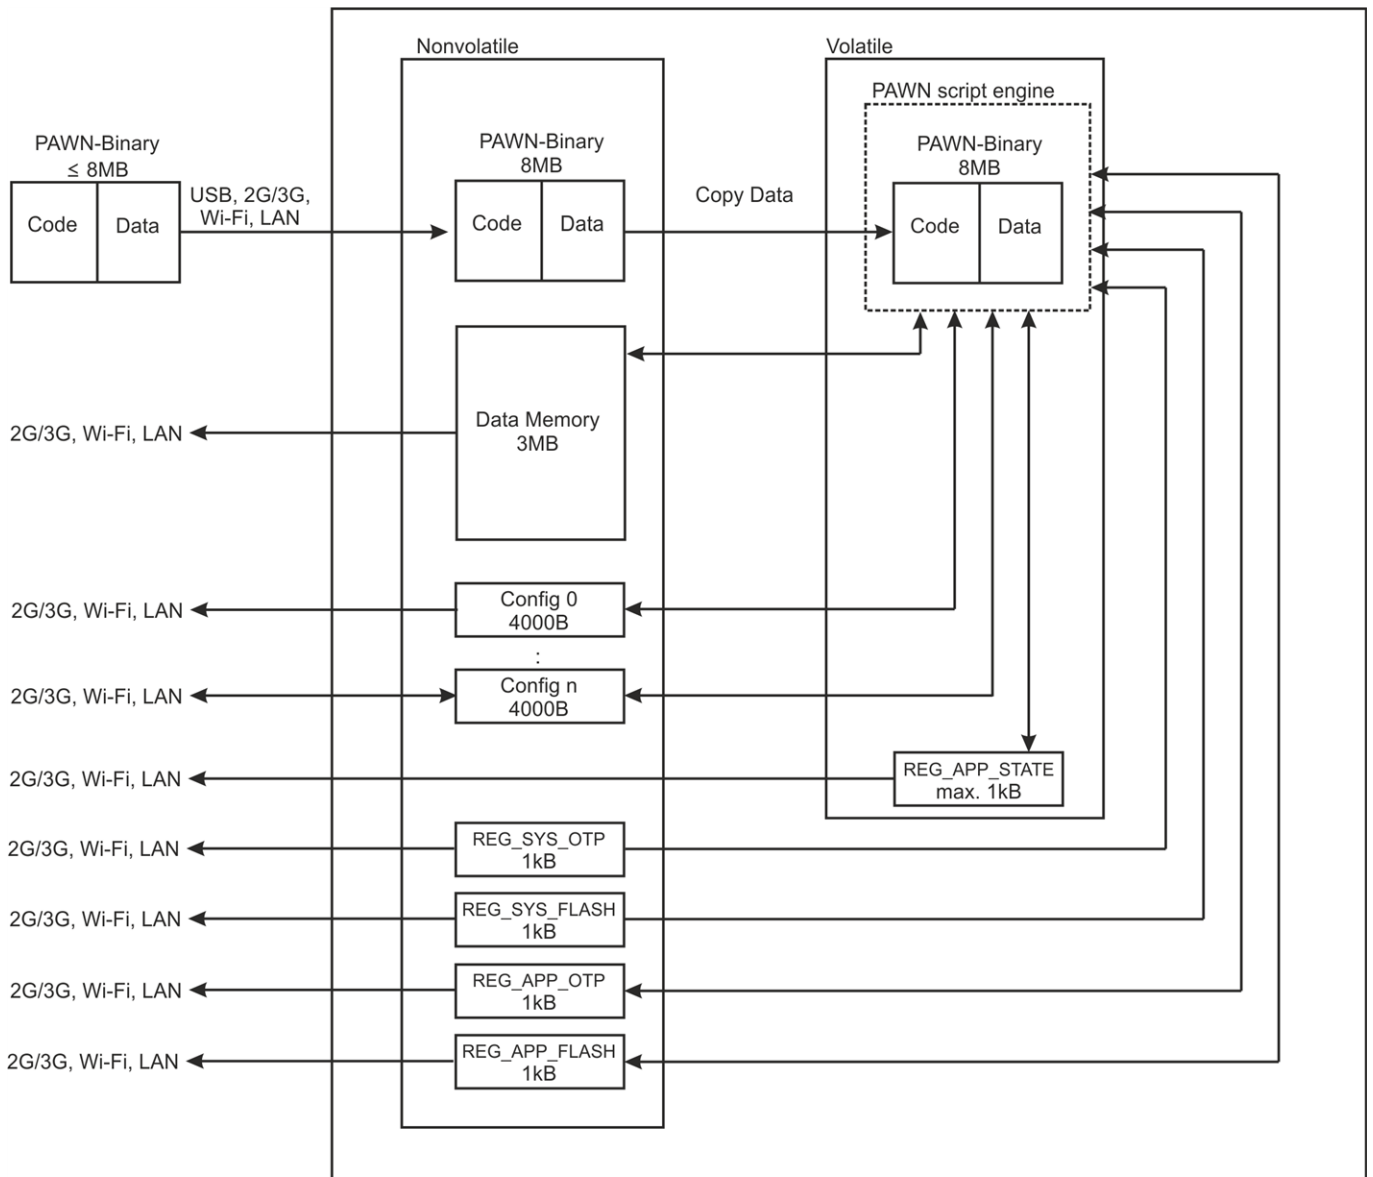 Nonvolatile
Volatile
PAWN script engine
PAWN-Binary
≤ 8MB
Code
Data
USB, 2G/3G,
Wi-Fi, LAN
PAWN-Binary
8MB
Code
Data
Copy Data
PAWN-Binary
8MB
Code
Data
2G/3G, Wi-Fi, LAN
Data Memory
3MB
2G/3G, Wi-Fi, LAN
Config 0
4000B
:
2G/3G, Wi-Fi, LAN
Config n
4000B
2G/3G, Wi-Fi, LAN
REG_APP_STATE
max. 1kB
2G/3G, Wi-Fi, LAN
REG_SYS_OTP
1kB
2G/3G, Wi-Fi, LAN
REG_SYS_FLASH
1kB
2G/3G, Wi-Fi, LAN
REG_APP_OTP
1kB
2G/3G, Wi-Fi, LAN
REG_APP_FLASH
1kB